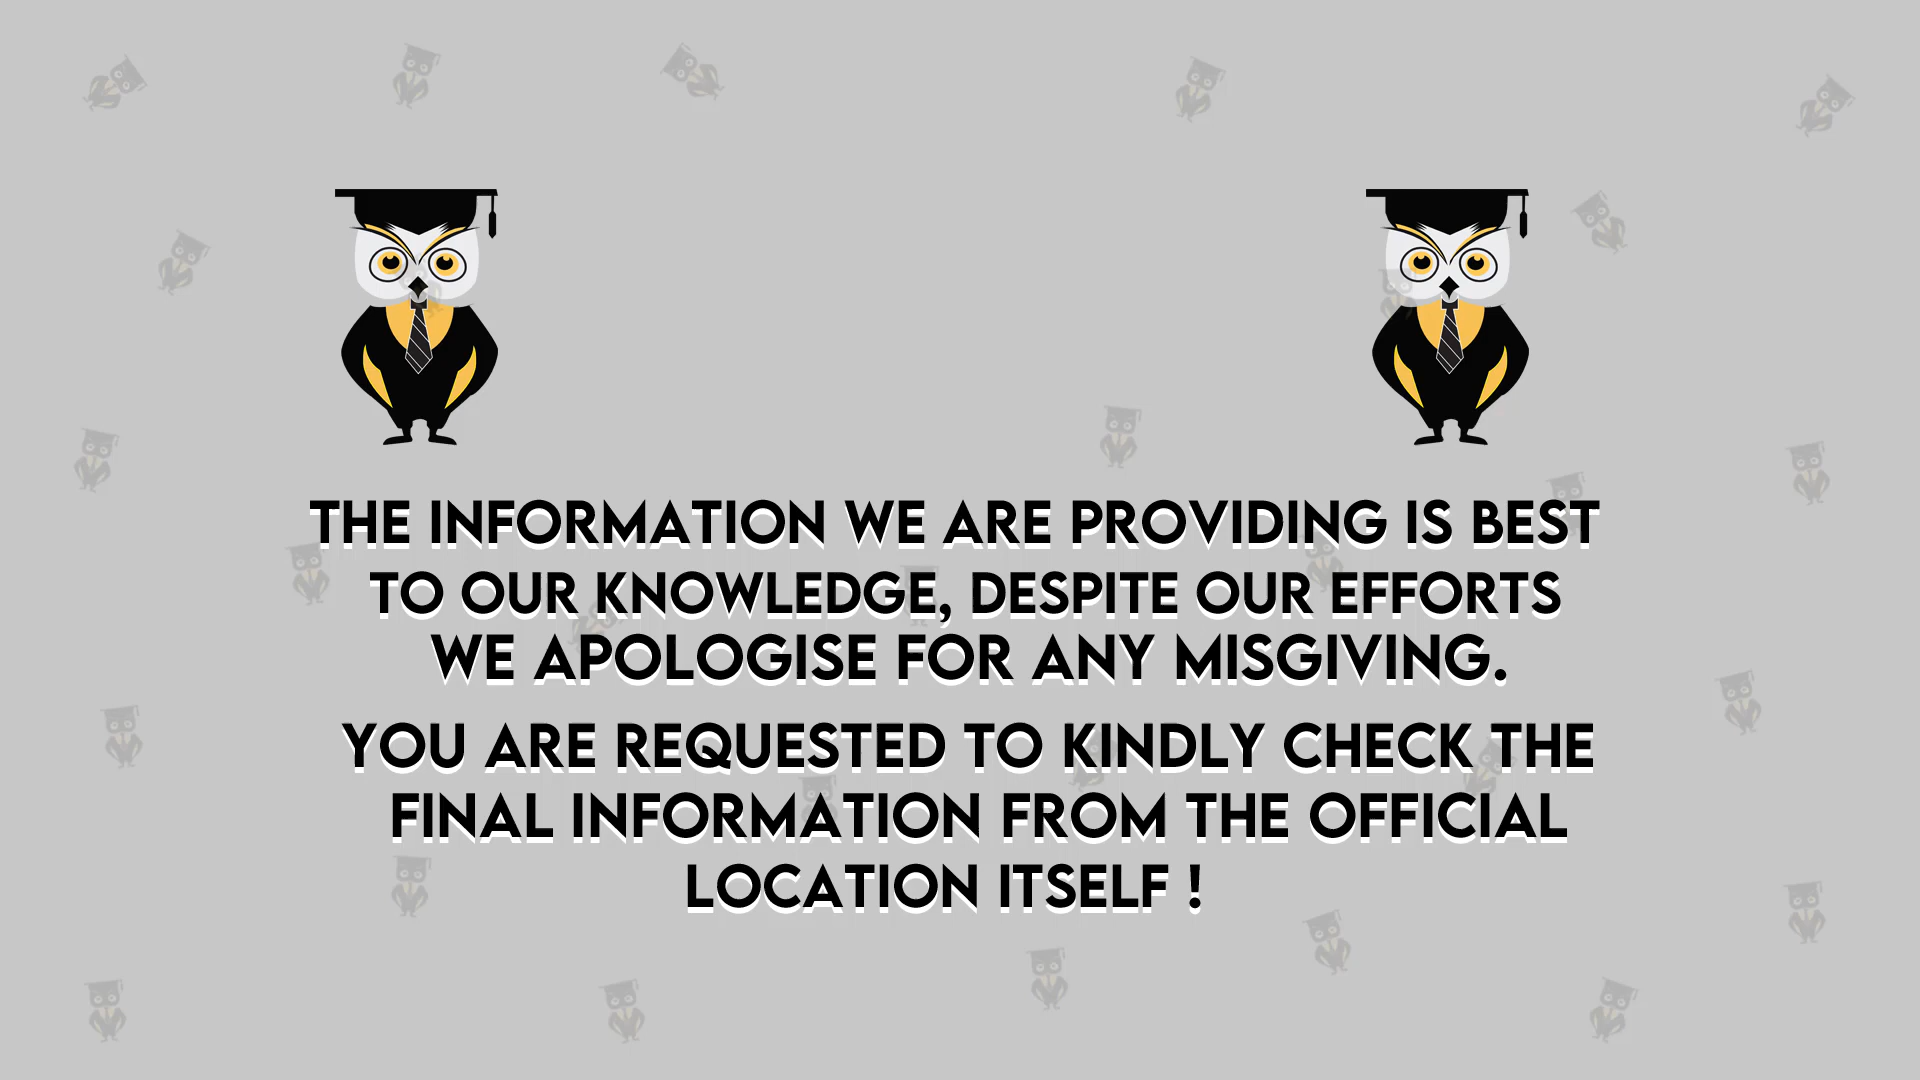 THE INFORMATION WE ARE PROVIDING IS BEST
TO OUR KNOWLEDGE, DESPITE OUR EFFORTS
WE APOLOGISE FOR ANY MISGIVING.
YOU ARE REQUESTED TO KINDLY CHECK THE
FINAL INFORMATION FROM THE OFFICIAL
LOCATION ITSELF !